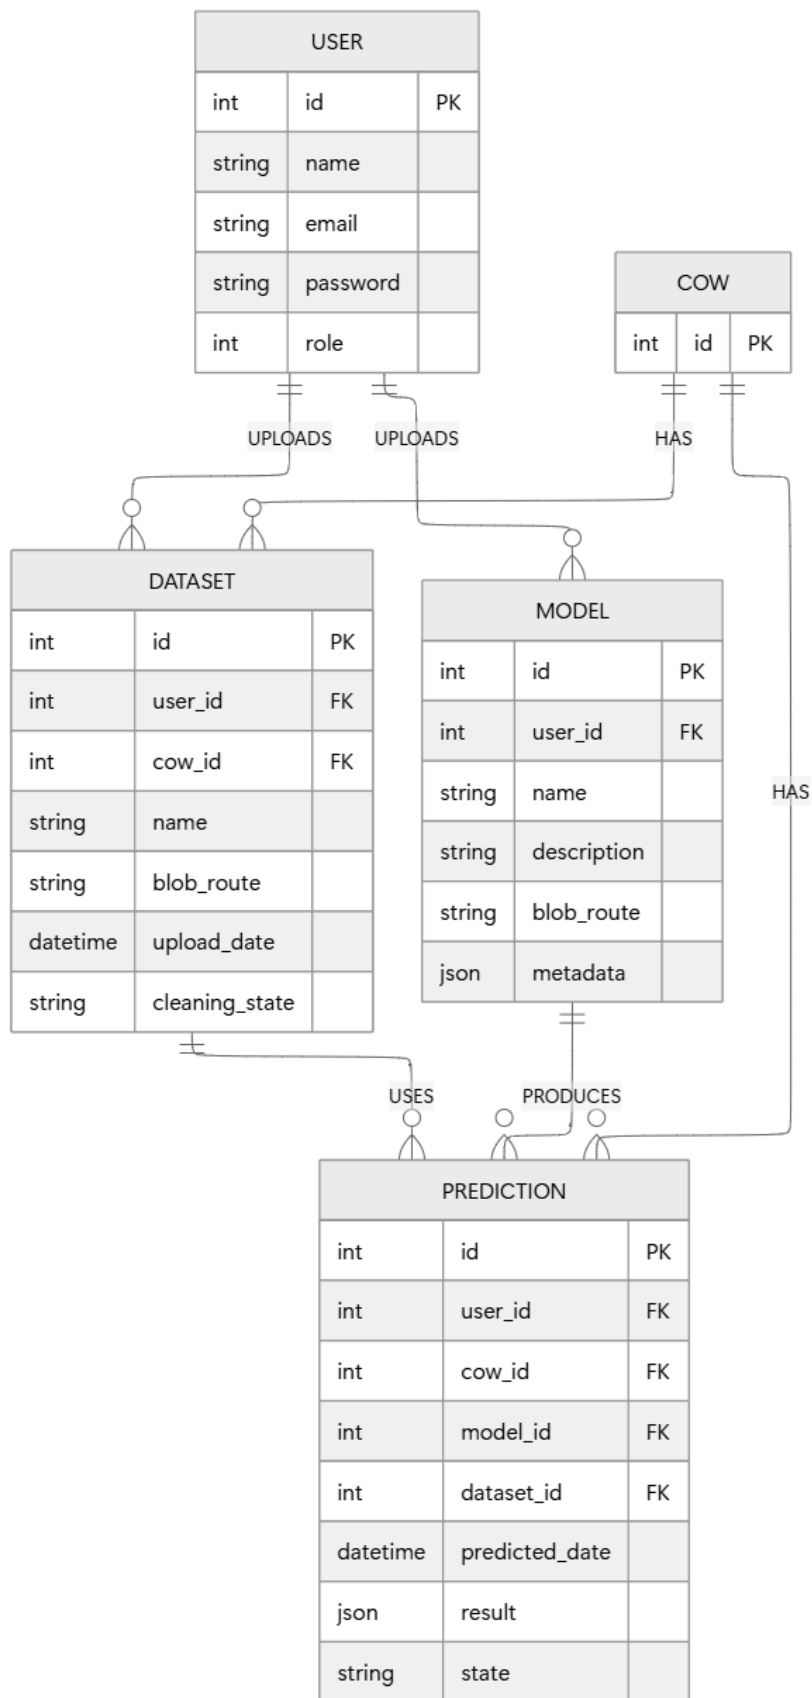 USER
int id PK
string name
string email
string password
int role
COW
int id PK
UPLOADS
UPLOADS
HAS
DATASET
int id PK
int user_id FK
int cow_id FK
string name
string blob_route
datetime upload_date
string cleaning_state
MODEL
int id PK
int user_id FK
string name
string description
string blob_route
json metadata
HAS
USES
PRODUCES
PREDICTION
int id PK
int user_id FK
int cow_id FK
int model_id FK
int dataset_id FK
datetime predicted_date
json result
string state